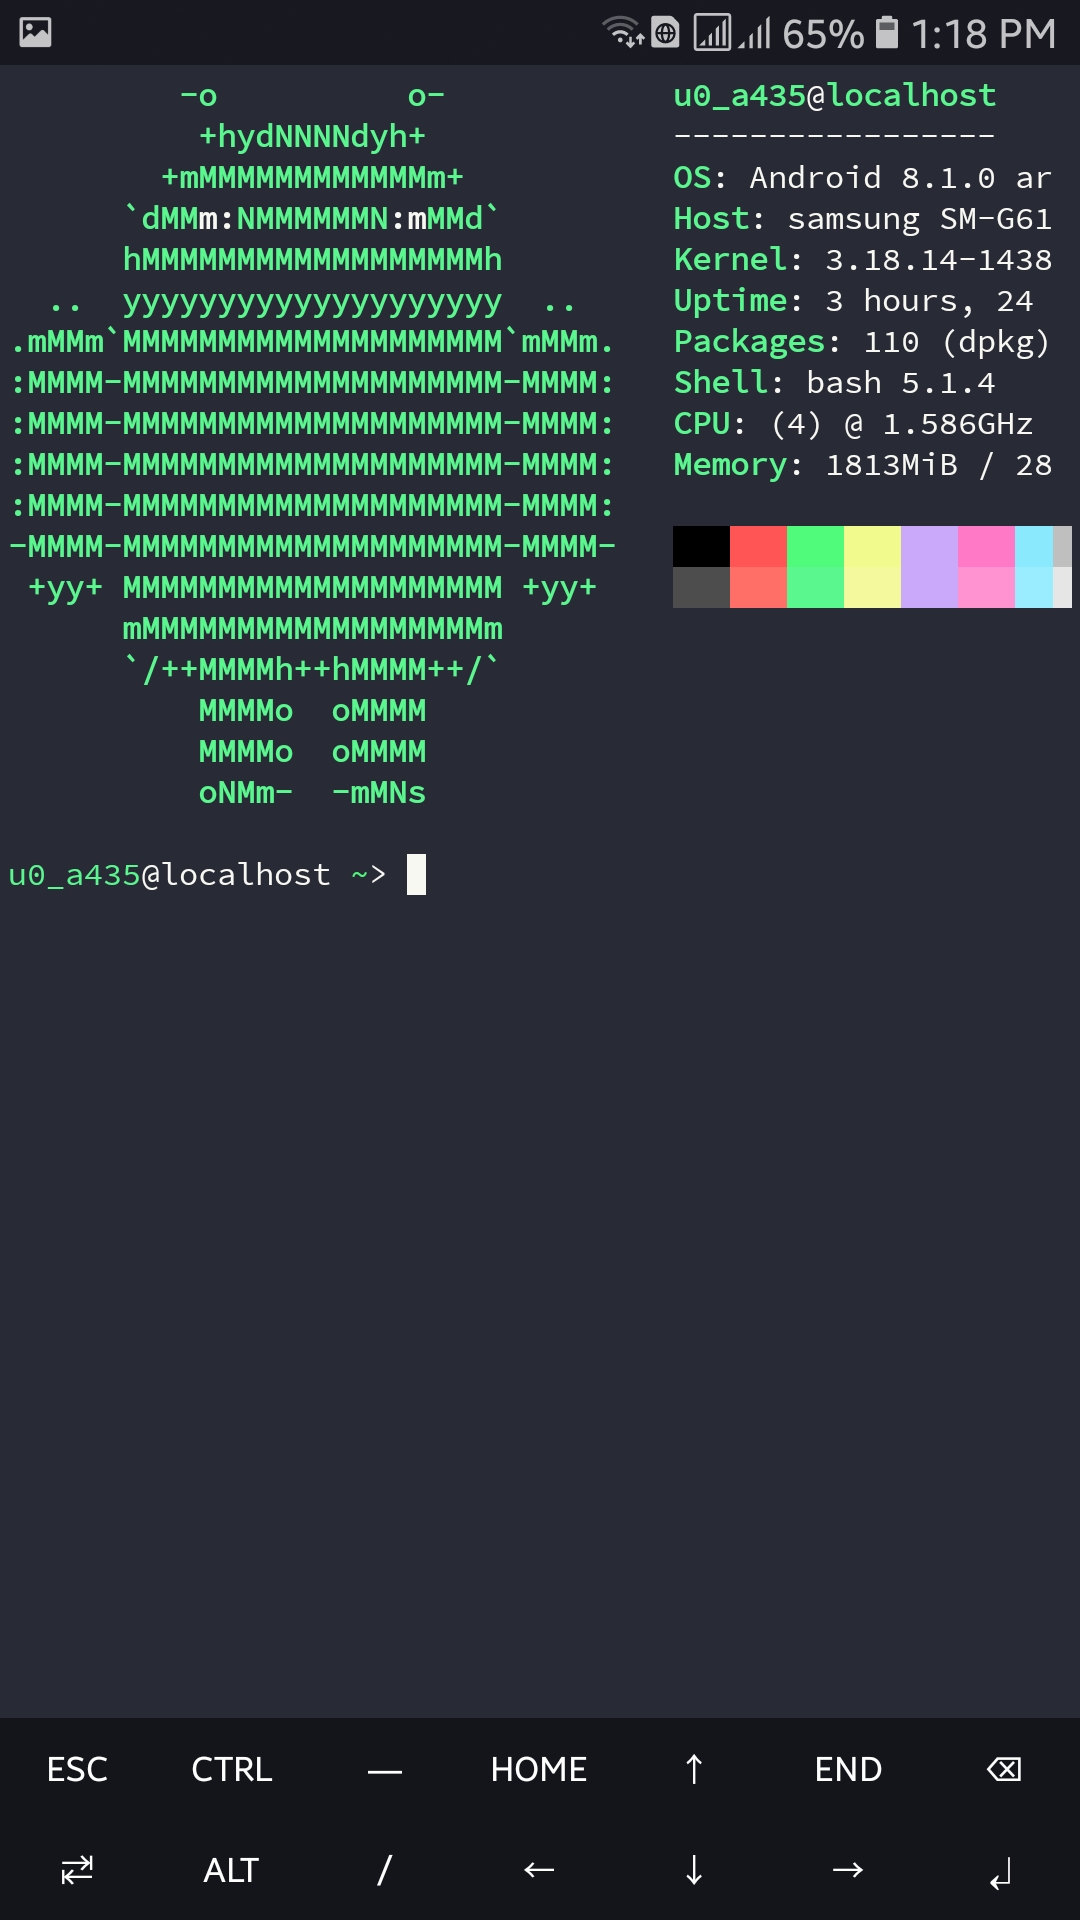 65% 1:18 PM
-o          o-
+hydNNNNdyh+
+mMMMMMMMMMMMMm+
`dMMm:NMMMMMMN:mMMd`
hMMMMMMMMMMMMMMMMMMh
..  yyyyyyyyyyyyyyyyyyyy  ..
.mMMm`MMMMMMMMMMMMMMMMMMMM`mMMm.
:MMMM-MMMMMMMMMMMMMMMMMMMM-MMMM:
:MMMM-MMMMMMMMMMMMMMMMMMMM-MMMM:
:MMMM-MMMMMMMMMMMMMMMMMMMM-MMMM:
:MMMM-MMMMMMMMMMMMMMMMMMMM-MMMM:
-MMMM-MMMMMMMMMMMMMMMMMMMM-MMMM-
+yy+ MMMMMMMMMMMMMMMMMMMM +yy+
mMMMMMMMMMMMMMMMMMMm
`/++MMMMh++hMMMM++/`
MMMMo  oMMMM
MMMMo  oMMMM
oNMm-  -mMNs
u0_a435@localhost
-----------------
OS: Android 8.1.0 ar
Host: samsung SM-G61
Kernel: 3.18.14-1438
Uptime: 3 hours, 24
Packages: 110 (dpkg)
Shell: bash 5.1.4
CPU: (4) @ 1.586GHz
Memory: 1813MiB / 28
u0_a435@localhost ~>
ESC CTRL — HOME ↑ END ⌫
⇄ ALT / ← ↓ → ↲